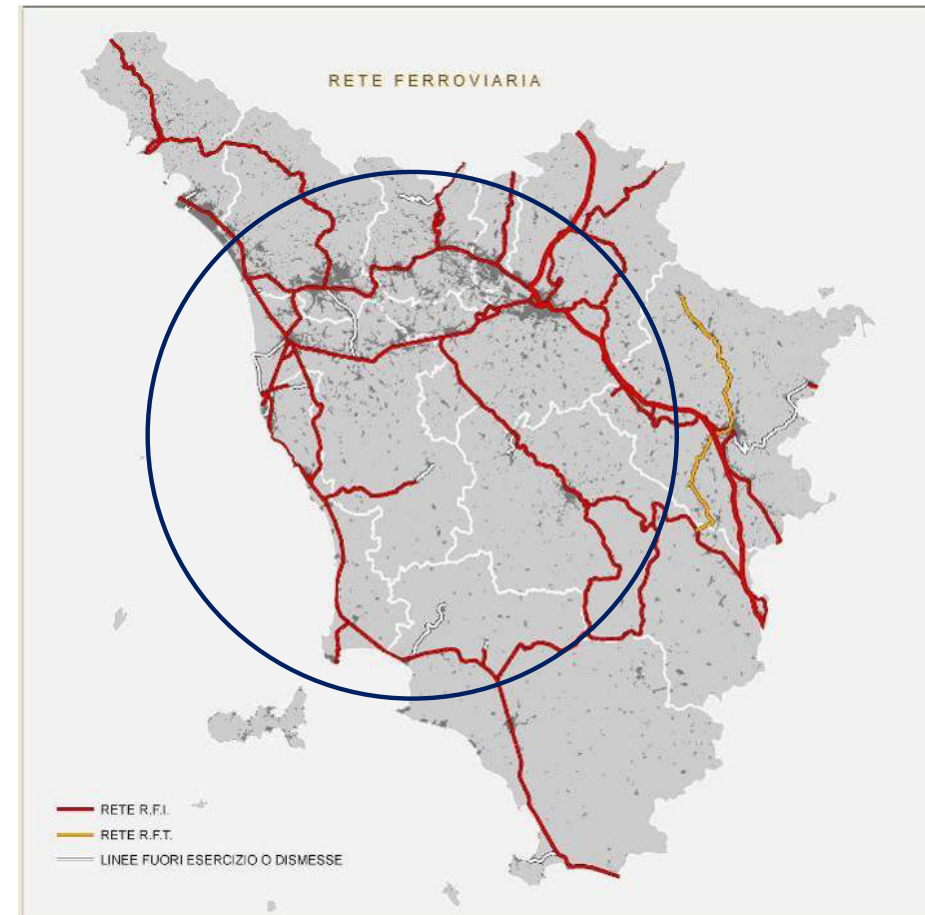 RETE FERROVIARIA
RETE R.F.I.
RETE R.F.T.
LINEE FUORI ESERCIZIO O DISMESSE